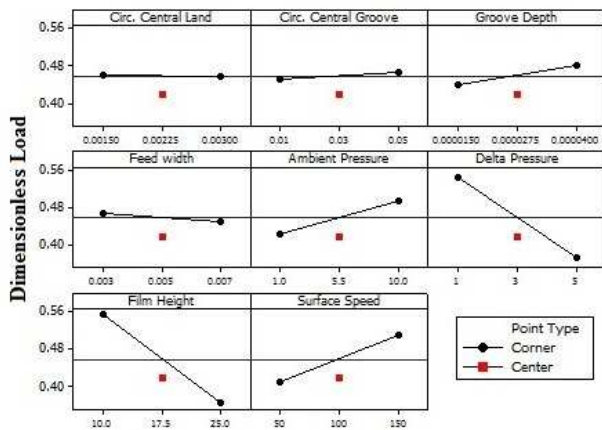 Circ. Central Land Circ. Central Groove Groove Depth
0.56
0.48
0.40
0.00150 0.00225 0.00300 0.01 0.03 0.05 0.0000150 0.0000275 0.0000400
Feed width Ambient Pressure Delta Pressure
0.56
0.48
0.40
0.003 0.005 0.007 1.0 5.5 10.0 1 3 5
Film Height Surface Speed
0.56
0.48
0.40
10.0 17.5 25.0 50 100 150
Dimensionless Load
Point Type
Corner
Center